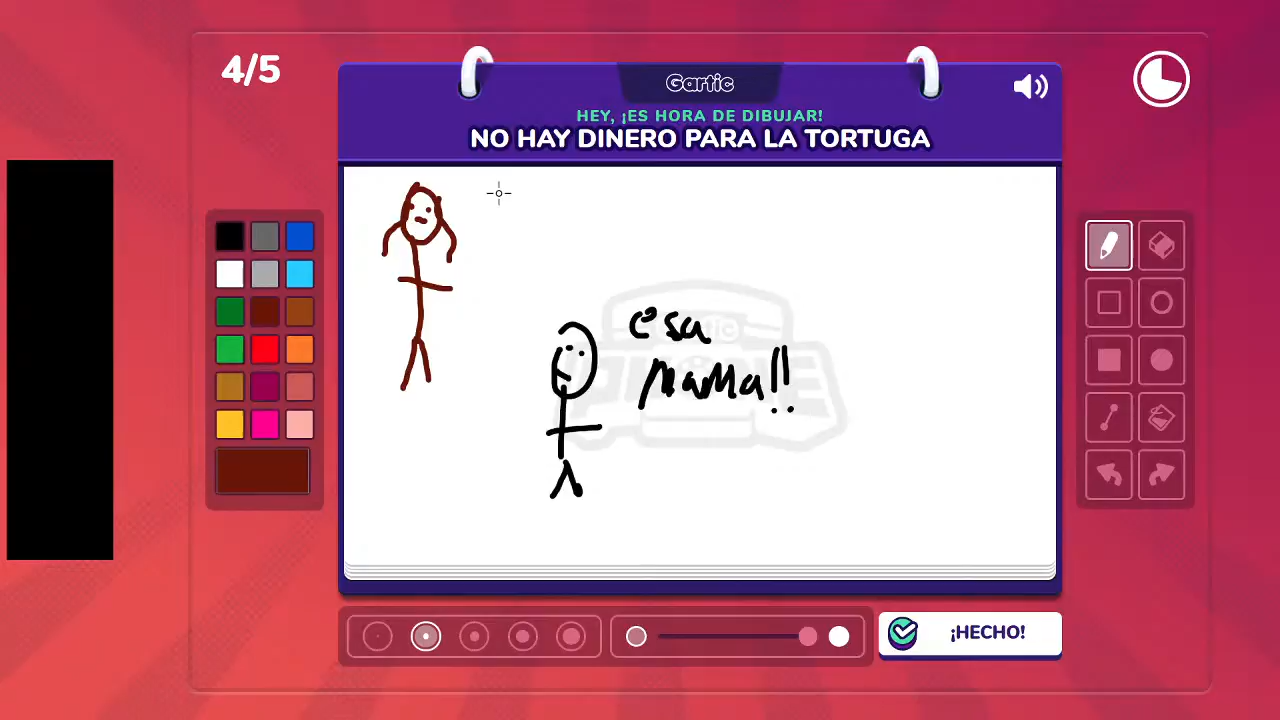 4/5
Gartic
HEY, ¡ES HORA DE DIBUJAR!
NO HAY DINERO PARA LA TORTUGA
esa
mama!!
¡HECHO!